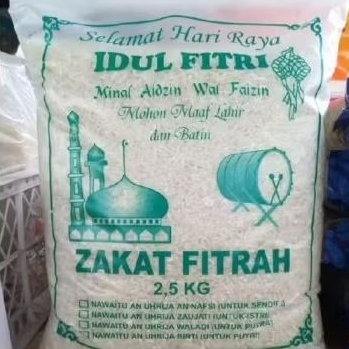 Selamat Hari Raya
IDUL FITRI
Minal Aidzin Wal Faizin
Mohon Maaf Lahir
dan Batin
ZAKAT FITRAH
2,5 KG
NAWAITU AN UHRIJA AN-NAFSI (UNTUK SENDIRI)
NAWAITU AN UHRIJA ZAUJATI (UNTUK ISTRI)
NAWAITU AN UHRIJA WALADI (UNTUK PUTRA)
NAWAITU AN UHRIJA BINTI (UNTUK PUTRI)